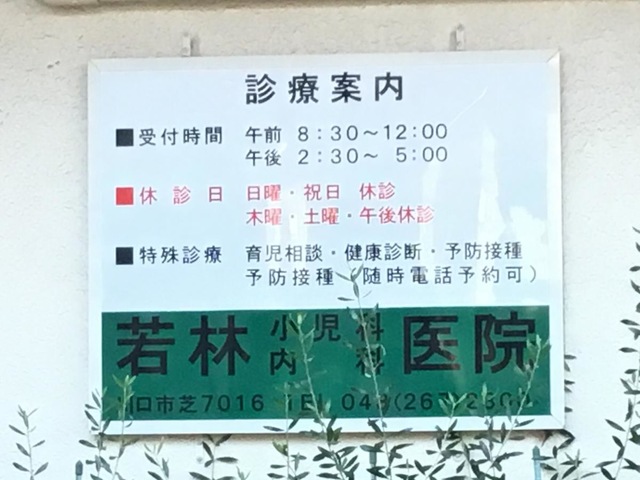 診療案内
■受付時間 午前 8:30～12:00
午後 2:30～ 5:00
■休診日 日曜・祝日 休診
木曜・土曜・午後休診
■特殊診療 育児相談・健康診断・予防接種
予防接種(随時電話予約可)
若林 小児科 医院
内科
川口市芝7016 TEL 048(267)